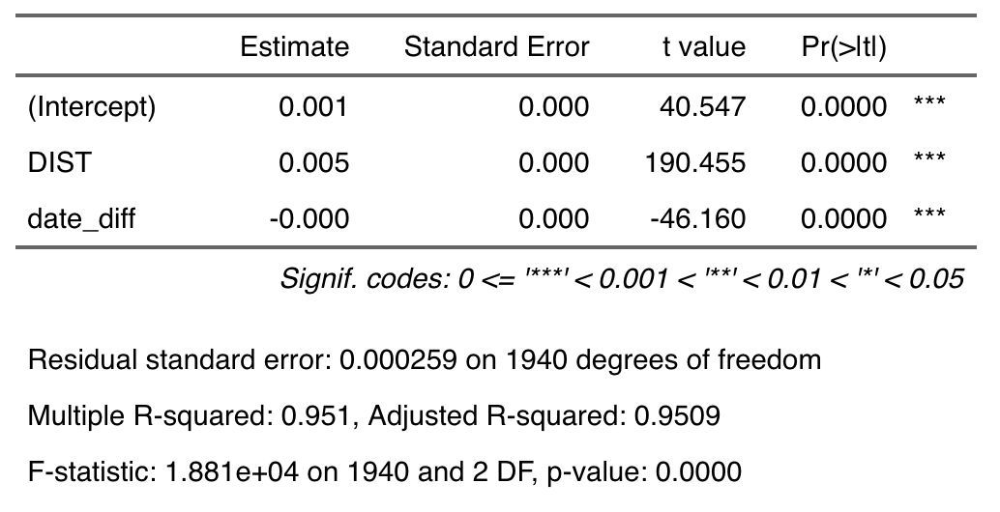 Estimate Standard Error t value Pr(>|t|)
(Intercept) 0.001 0.000 40.547 0.0000 ***
DIST 0.005 0.000 190.455 0.0000 ***
date_diff -0.000 0.000 -46.160 0.0000 ***
Signif. codes: 0 <= '***' < 0.001 < '**' < 0.01 < '*' < 0.05
Residual standard error: 0.000259 on 1940 degrees of freedom
Multiple R-squared: 0.951, Adjusted R-squared: 0.9509
F-statistic: 1.881e+04 on 1940 and 2 DF, p-value: 0.0000